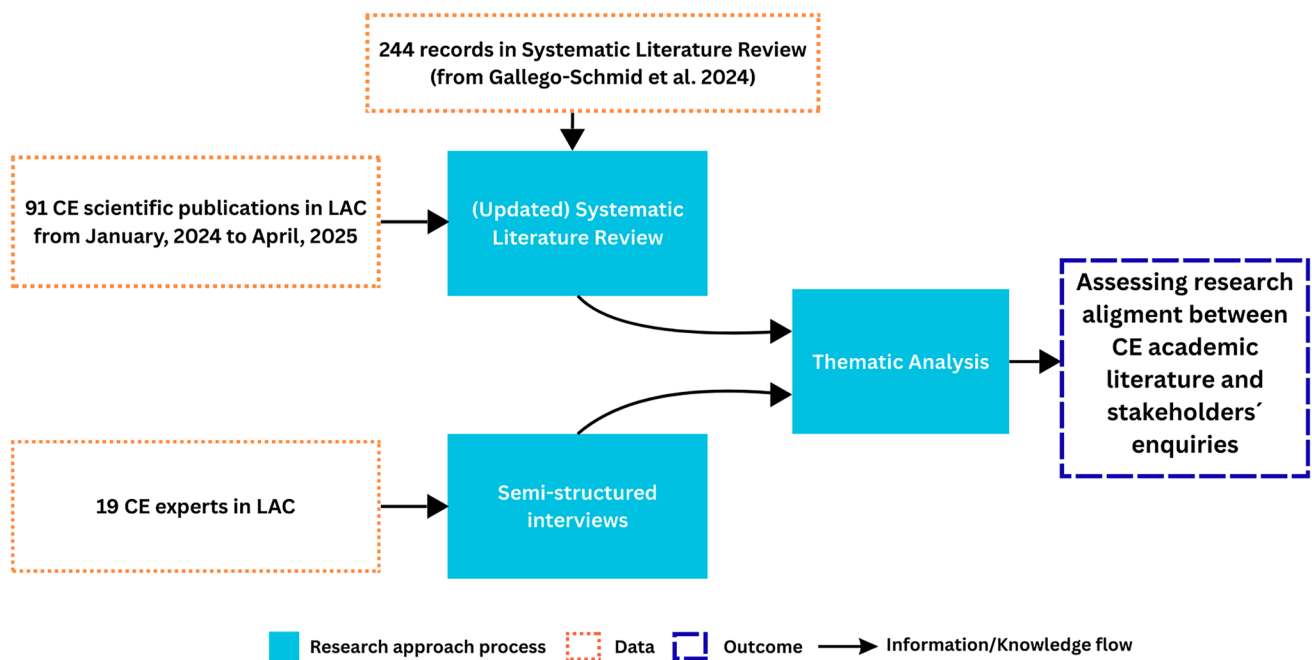 244 records in Systematic Literature Review
(from Gallego-Schmid et al. 2024)
91 CE scientific publications in LAC
from January, 2024 to April, 2025
(Updated) Systematic
Literature Review
Assessing research
aligment between
CE academic
literature and
stakeholders´
enquiries
Thematic Analysis
19 CE experts in LAC
Semi-structured
interviews
Research approach process
Data
Outcome
Information/Knowledge flow